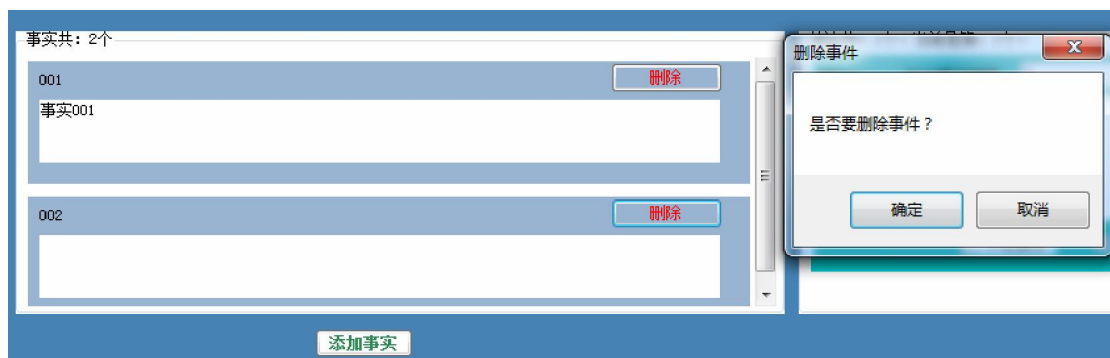 事实共：2个
001
删除
事实001
002
删除
添加事实
删除事件
是否要删除事件？
确定
取消